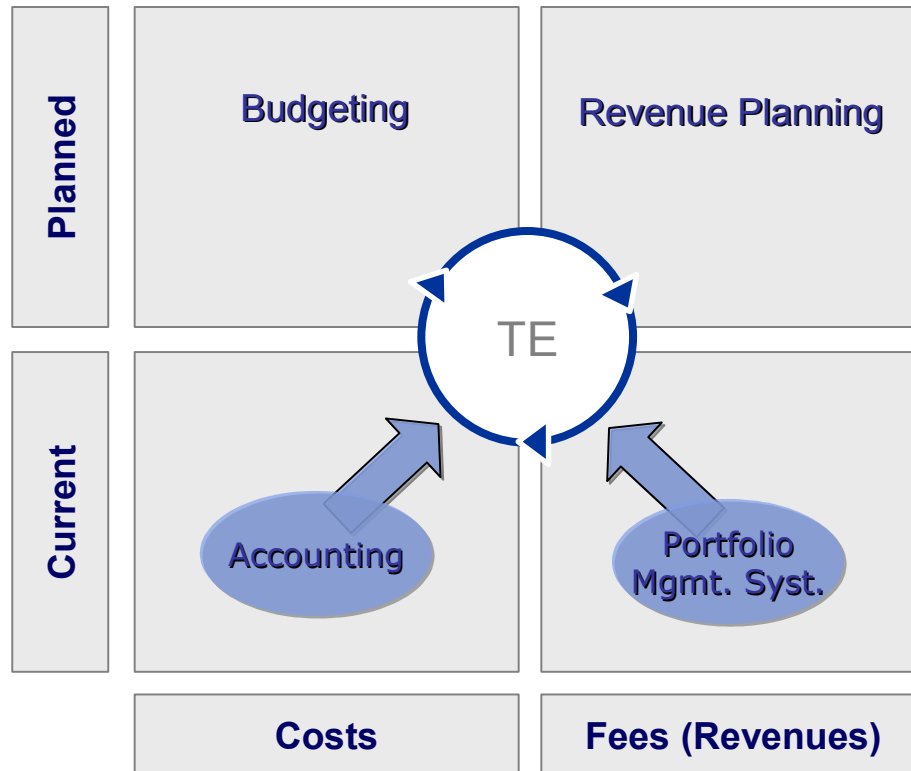 Planned
Budgeting
Revenue Planning
TE
Current
Accounting
Portfolio
Mgmt. Syst.
Costs
Fees (Revenues)